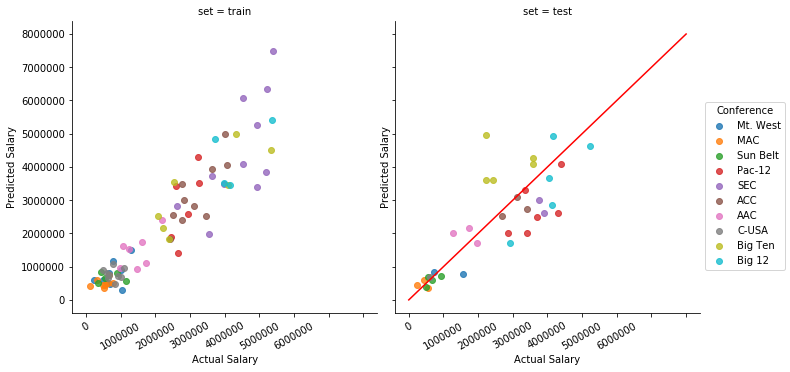 set = train
set = test
8000000
7000000
6000000
5000000
4000000
3000000
2000000
1000000
0
Predicted Salary
Predicted Salary
0
1000000
2000000
3000000
4000000
5000000
6000000
0
1000000
2000000
3000000
4000000
5000000
6000000
Actual Salary
Actual Salary
Conference
Mt. West
MAC
Sun Belt
Pac-12
SEC
ACC
AAC
C-USA
Big Ten
Big 12